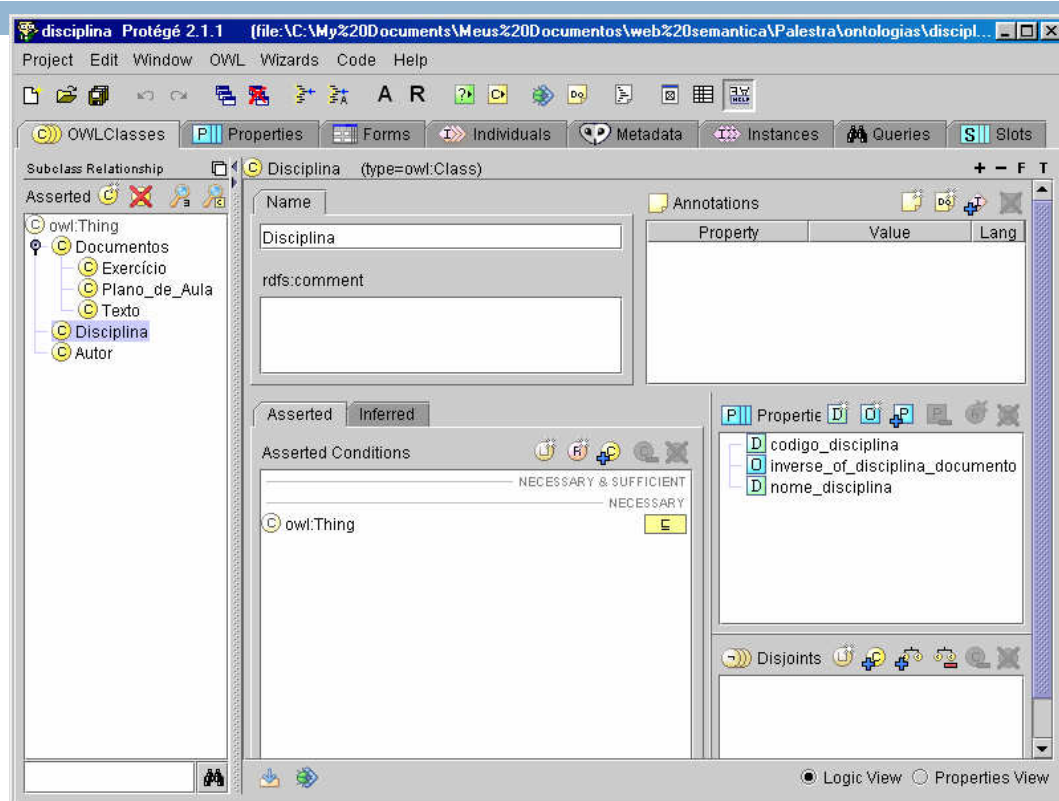 disciplina Protégé 2.1.1 (file:\C:\My%20Documents\Meus%20Documentos\web%20semantica\Palestra\ontologias\discipl...
Project Edit Window OWL Wizards Code Help
A R
OWLClasses Properties Forms Individuals Metadata Instances Queries Slots
Subclass Relationship
Asserted
owl:Thing
Documentos
Exercício
Plano_de_Aula
Texto
Disciplina
Autor
Disciplina (type=owl:Class)
+ − F T
Name
Disciplina
rdfs:comment
Annotations
Property Value Lang
Asserted Inferred
Asserted Conditions
NECESSARY & SUFFICIENT
NECESSARY
owl:Thing
Propertie
codigo_disciplina
inverse_of_disciplina_documento
nome_disciplina
Disjoints
Logic View Properties View